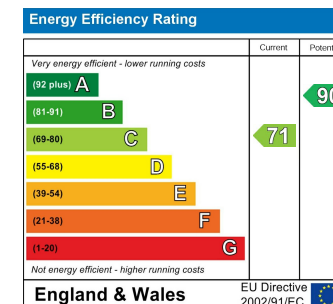 Energy Efficiency Rating
Current
Very energy efficient - lower running costs
(92 plus) A
(81-91) B
(69-80) C
71
(55-68) D
(39-54) E
(21-38) F
(1-20) G
Not energy efficient - higher running costs
England & Wales
EU Directive
2002/91/EC